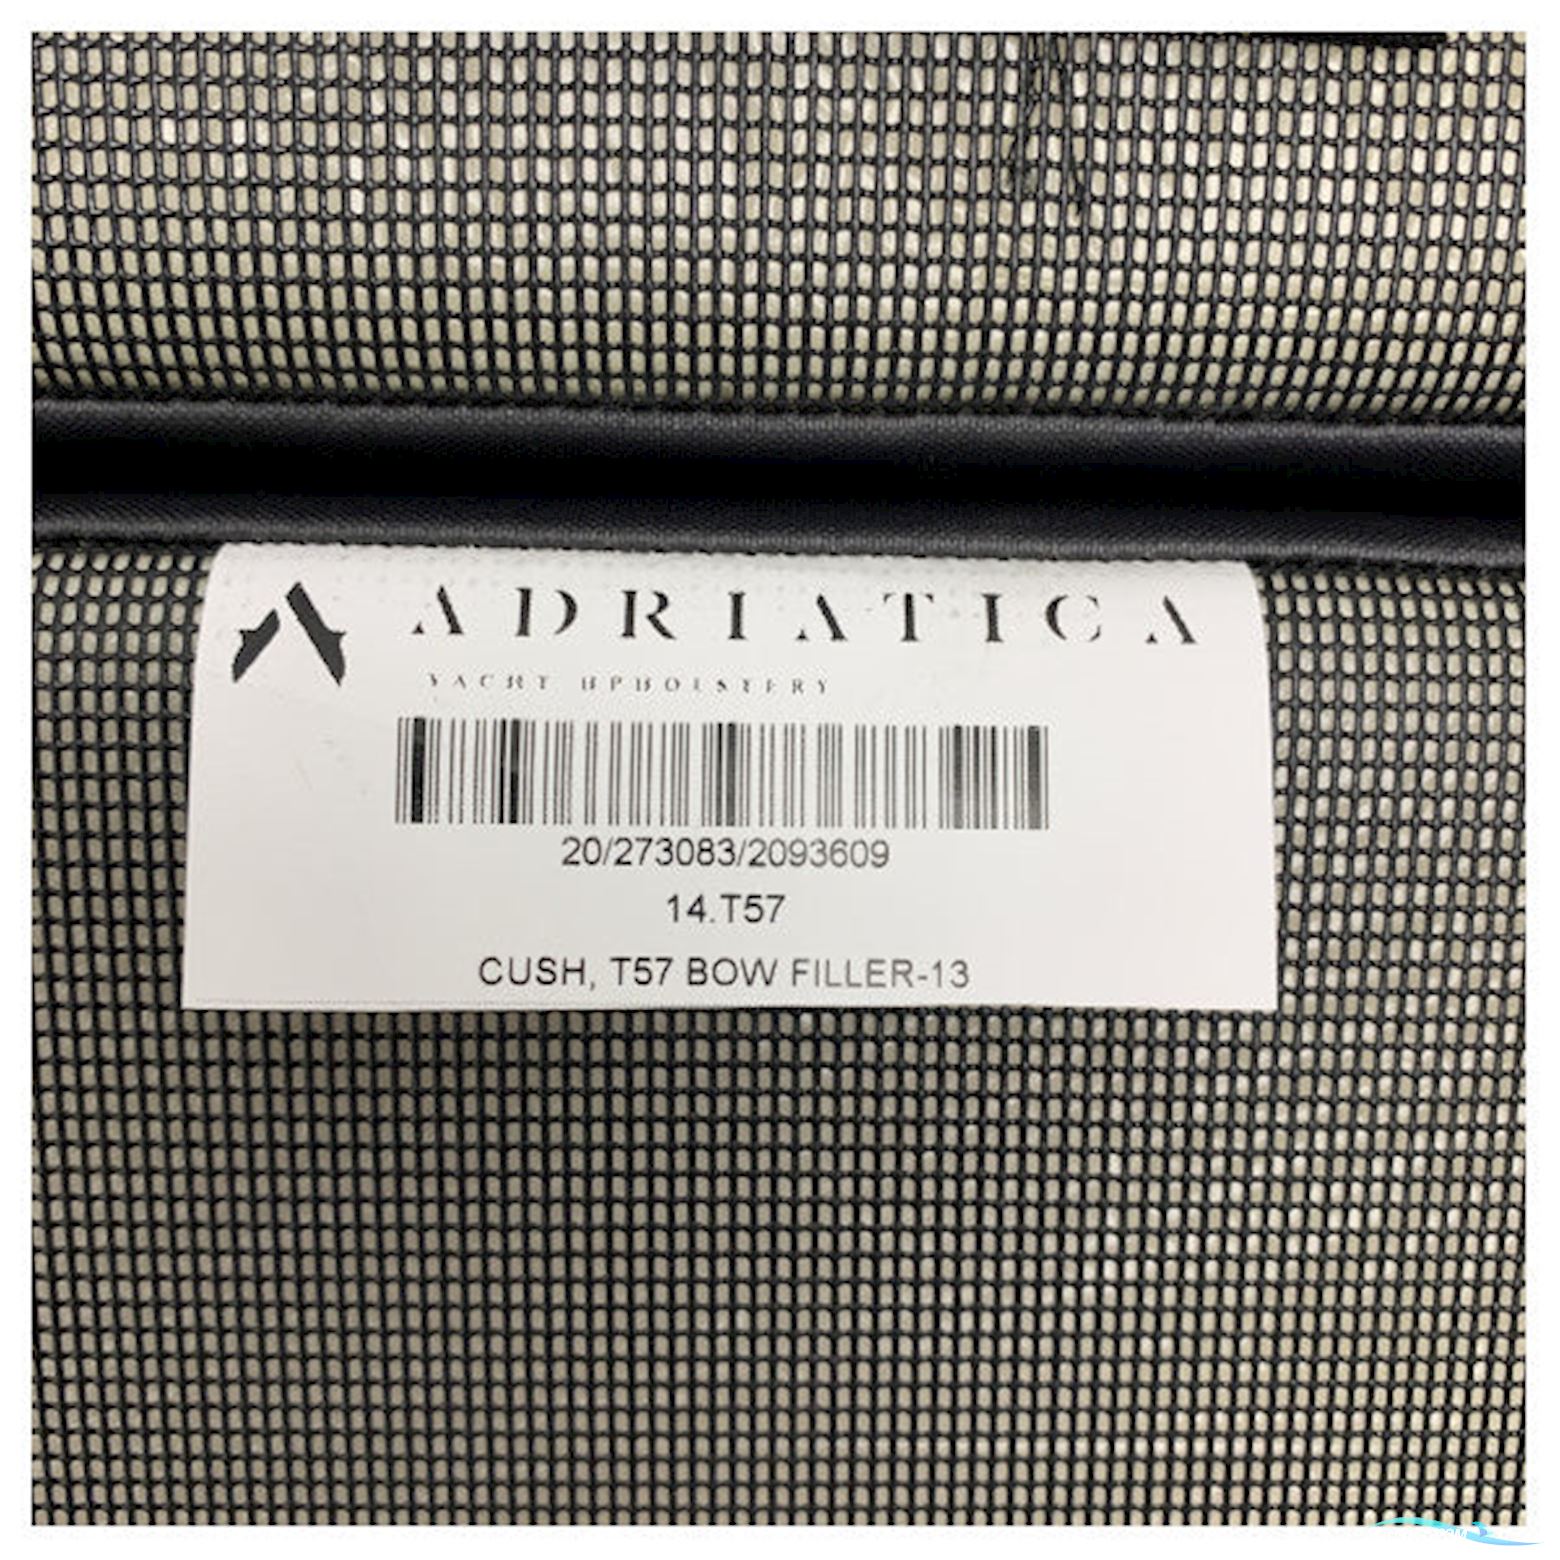 ADRIATICA
YACHT UPHOLSTERY
20/273083/2093609
14.T57
CUSH, T57 BOW FILLER-13